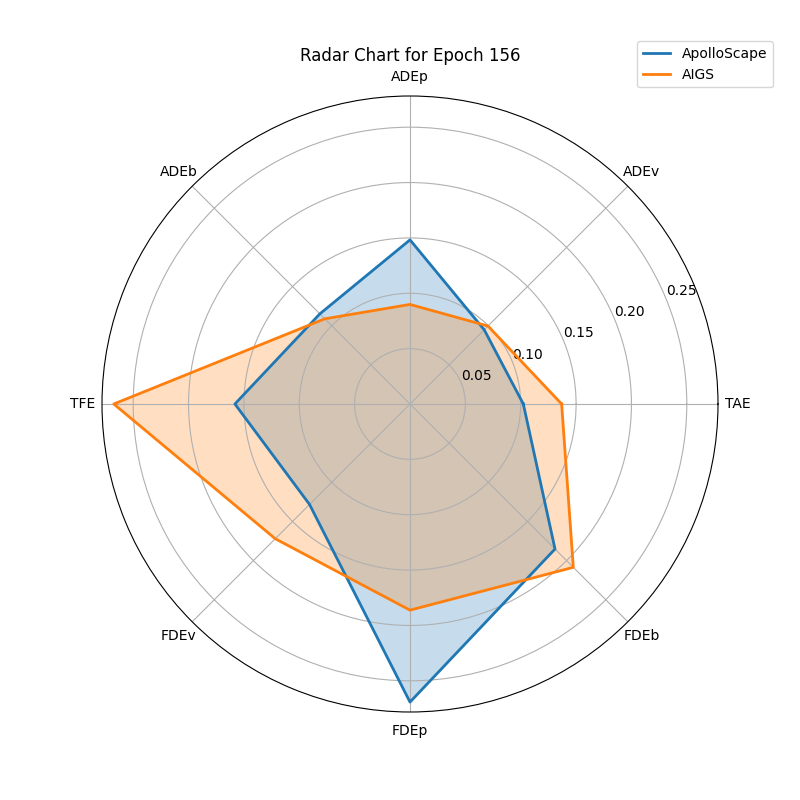 Radar Chart for Epoch 156
ApolloScape
AIGS
ADEp
ADEb
ADEv
0.25
0.20
0.15
0.10
0.05
TFE
TAE
FDEv
FDEb
FDEp